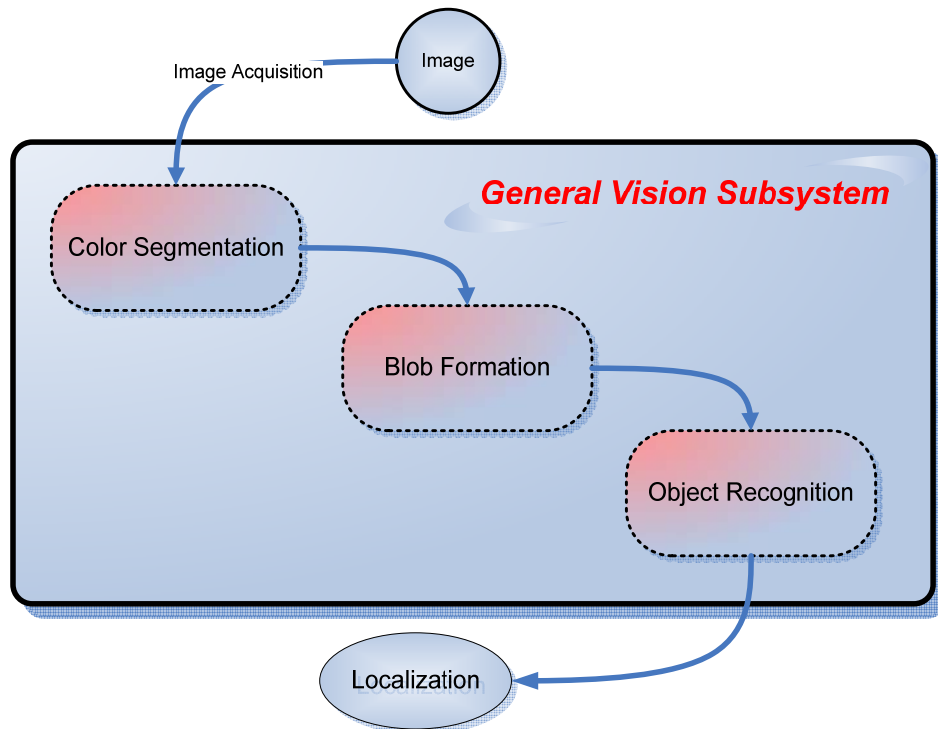 Image
Image Acquisition
General Vision Subsystem
Color Segmentation
Blob Formation
Object Recognition
Localization